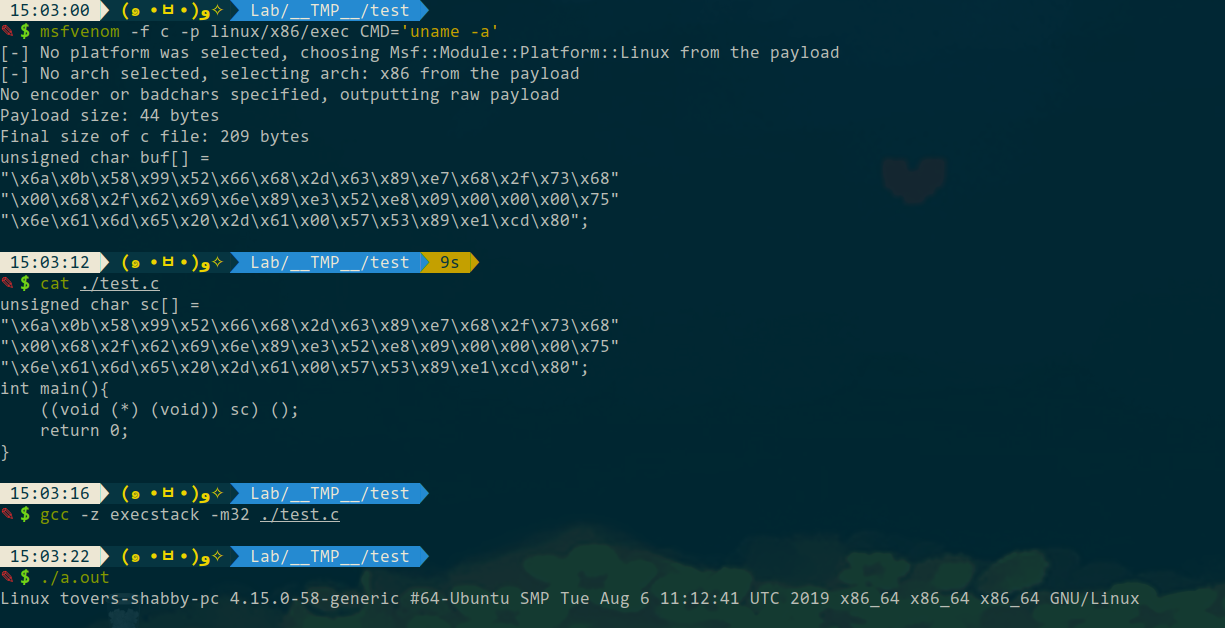 15:03:00 (๑ •̀ㅂ•́)و✧ Lab/__TMP__/test
✎ $ msfvenom -f c -p linux/x86/exec CMD='uname -a'
[-] No platform was selected, choosing Msf::Module::Platform::Linux from the payload
[-] No arch selected, selecting arch: x86 from the payload
No encoder or badchars specified, outputting raw payload
Payload size: 44 bytes
Final size of c file: 209 bytes
unsigned char buf[] =
"\x6a\x0b\x58\x99\x52\x66\x68\x2d\x63\x89\xe7\x68\x2f\x73\x68"
"\x00\x68\x2f\x62\x69\x6e\x89\xe3\x52\xe8\x09\x00\x00\x00\x75"
"\x6e\x61\x6d\x65\x20\x2d\x61\x00\x57\x53\x89\xe1\xcd\x80";
15:03:12 (๑ •̀ㅂ•́)و✧ Lab/__TMP__/test 9s
✎ $ cat ./test.c
unsigned char sc[] =
"\x6a\x0b\x58\x99\x52\x66\x68\x2d\x63\x89\xe7\x68\x2f\x73\x68"
"\x00\x68\x2f\x62\x69\x6e\x89\xe3\x52\xe8\x09\x00\x00\x00\x75"
"\x6e\x61\x6d\x65\x20\x2d\x61\x00\x57\x53\x89\xe1\xcd\x80";
int main(){
    ((void (*) (void)) sc) ();
    return 0;
}
15:03:16 (๑ •̀ㅂ•́)و✧ Lab/__TMP__/test
✎ $ gcc -z execstack -m32 ./test.c
15:03:22 (๑ •̀ㅂ•́)و✧ Lab/__TMP__/test
✎ $ ./a.out
Linux tovers-shabby-pc 4.15.0-58-generic #64-Ubuntu SMP Tue Aug 6 11:12:41 UTC 2019 x86_64 x86_64 x86_64 GNU/Linux